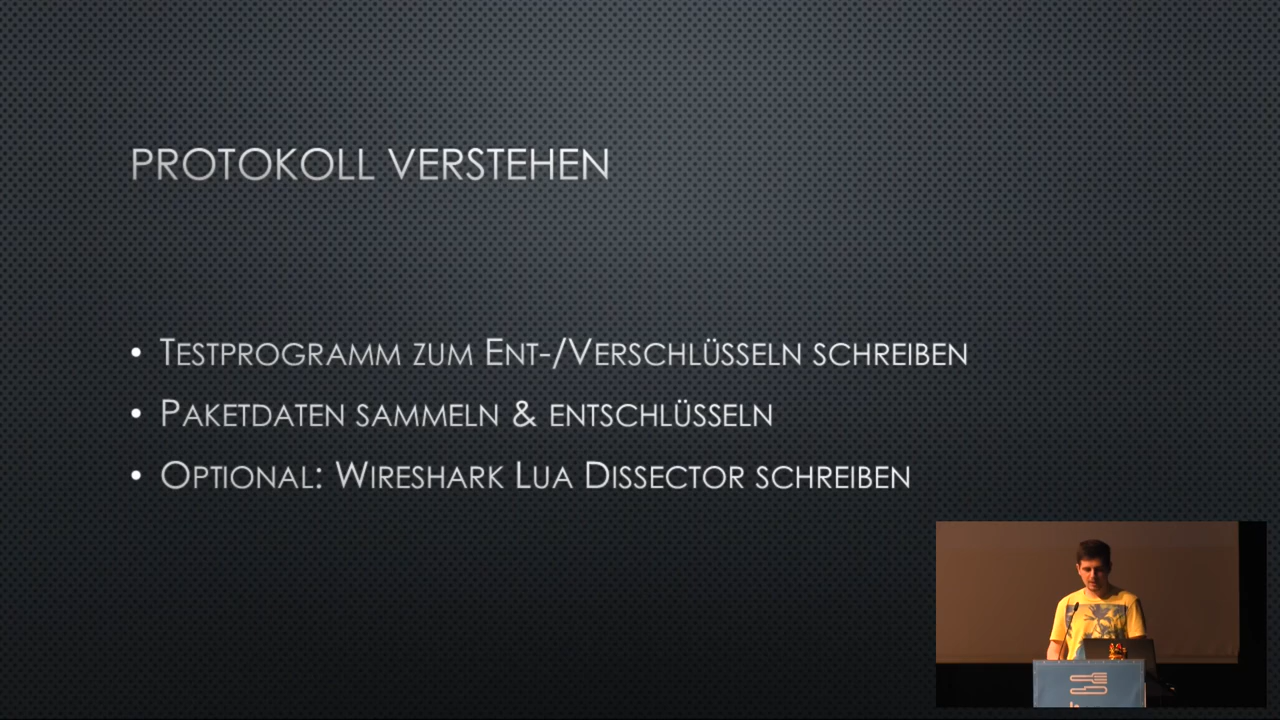 PROTOKOLL VERSTEHEN
• TESTPROGRAMM ZUM ENT-/VERSCHLÜSSELN SCHREIBEN
• PAKETDATEN SAMMELN & ENTSCHLÜSSELN
• OPTIONAL: WIRESHARK LUA DISSECTOR SCHREIBEN